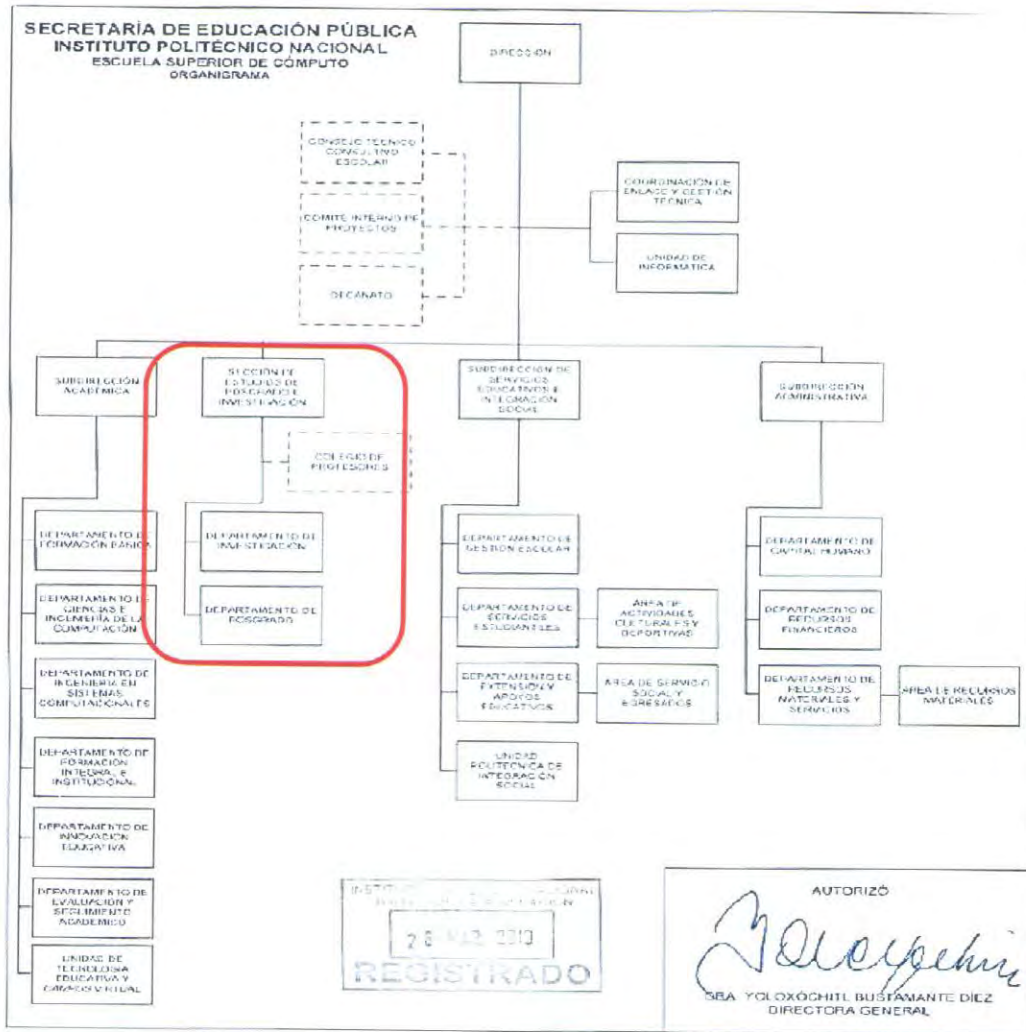 SECRETARÍA DE EDUCACIÓN PÚBLICA
INSTITUTO POLITÉCNICO NACIONAL
ESCUELA SUPERIOR DE CÓMPUTO
ORGANIGRAMA
DIRECCIÓN
CONSEJO TÉCNICO
CONSULTIVO
ESCOLAR
COMITÉ INTERNO DE
PROYECTOS
DECANATO
COORDINACIÓN DE
ENLACE Y GESTIÓN
TÉCNICA
UNIDAD DE
INFORMÁTICA
SUBDIRECCIÓN
ACADÉMICA
SECCIÓN DE
ESTUDIOS DE
POSGRADO E
INVESTIGACIÓN
SUBDIRECCIÓN DE
SERVICIOS
EDUCATIVOS E
INTEGRACIÓN
SOCIAL
SUBDIRECCIÓN
ADMINISTRATIVA
COLEGIO DE
PROFESORES
DEPARTAMENTO DE
FORMACIÓN BÁSICA
DEPARTAMENTO DE
CIENCIAS E
INGENIERÍA DE LA
COMPUTACIÓN
DEPARTAMENTO DE
INGENIERÍA EN
SISTEMAS
COMPUTACIONALES
DEPARTAMENTO DE
FORMACIÓN
INTEGRAL E
INSTITUCIONAL
DEPARTAMENTO DE
INNOVACIÓN
EDUCATIVA
DEPARTAMENTO DE
EVALUACIÓN Y
SEGUIMIENTO
ACADÉMICO
UNIDAD DE
TECNOLOGÍA
EDUCATIVA Y
CAMPUS VIRTUAL
DEPARTAMENTO DE
INVESTIGACIÓN
DEPARTAMENTO DE
POSGRADO
DEPARTAMENTO DE
GESTIÓN ESCOLAR
DEPARTAMENTO DE
SERVICIOS
ESTUDIANTILES
ÁREA DE
ACTIVIDADES
CULTURALES Y
DEPORTIVAS
DEPARTAMENTO DE
EXTENSIÓN Y
APOYOS
EDUCATIVOS
ÁREA DE SERVICIO
SOCIAL Y
EGRESADOS
UNIDAD
POLITÉCNICA DE
INTEGRACIÓN
SOCIAL
DEPARTAMENTO DE
CAPITAL HUMANO
DEPARTAMENTO DE
RECURSOS
FINANCIEROS
DEPARTAMENTO DE
RECURSOS
MATERIALES Y
SERVICIOS
ÁREA DE RECURSOS
MATERIALES
REGISTRADO
AUTORIZÓ
DRA. YOLOXÓCHITL BUSTAMANTE DÍEZ
DIRECTORA GENERAL